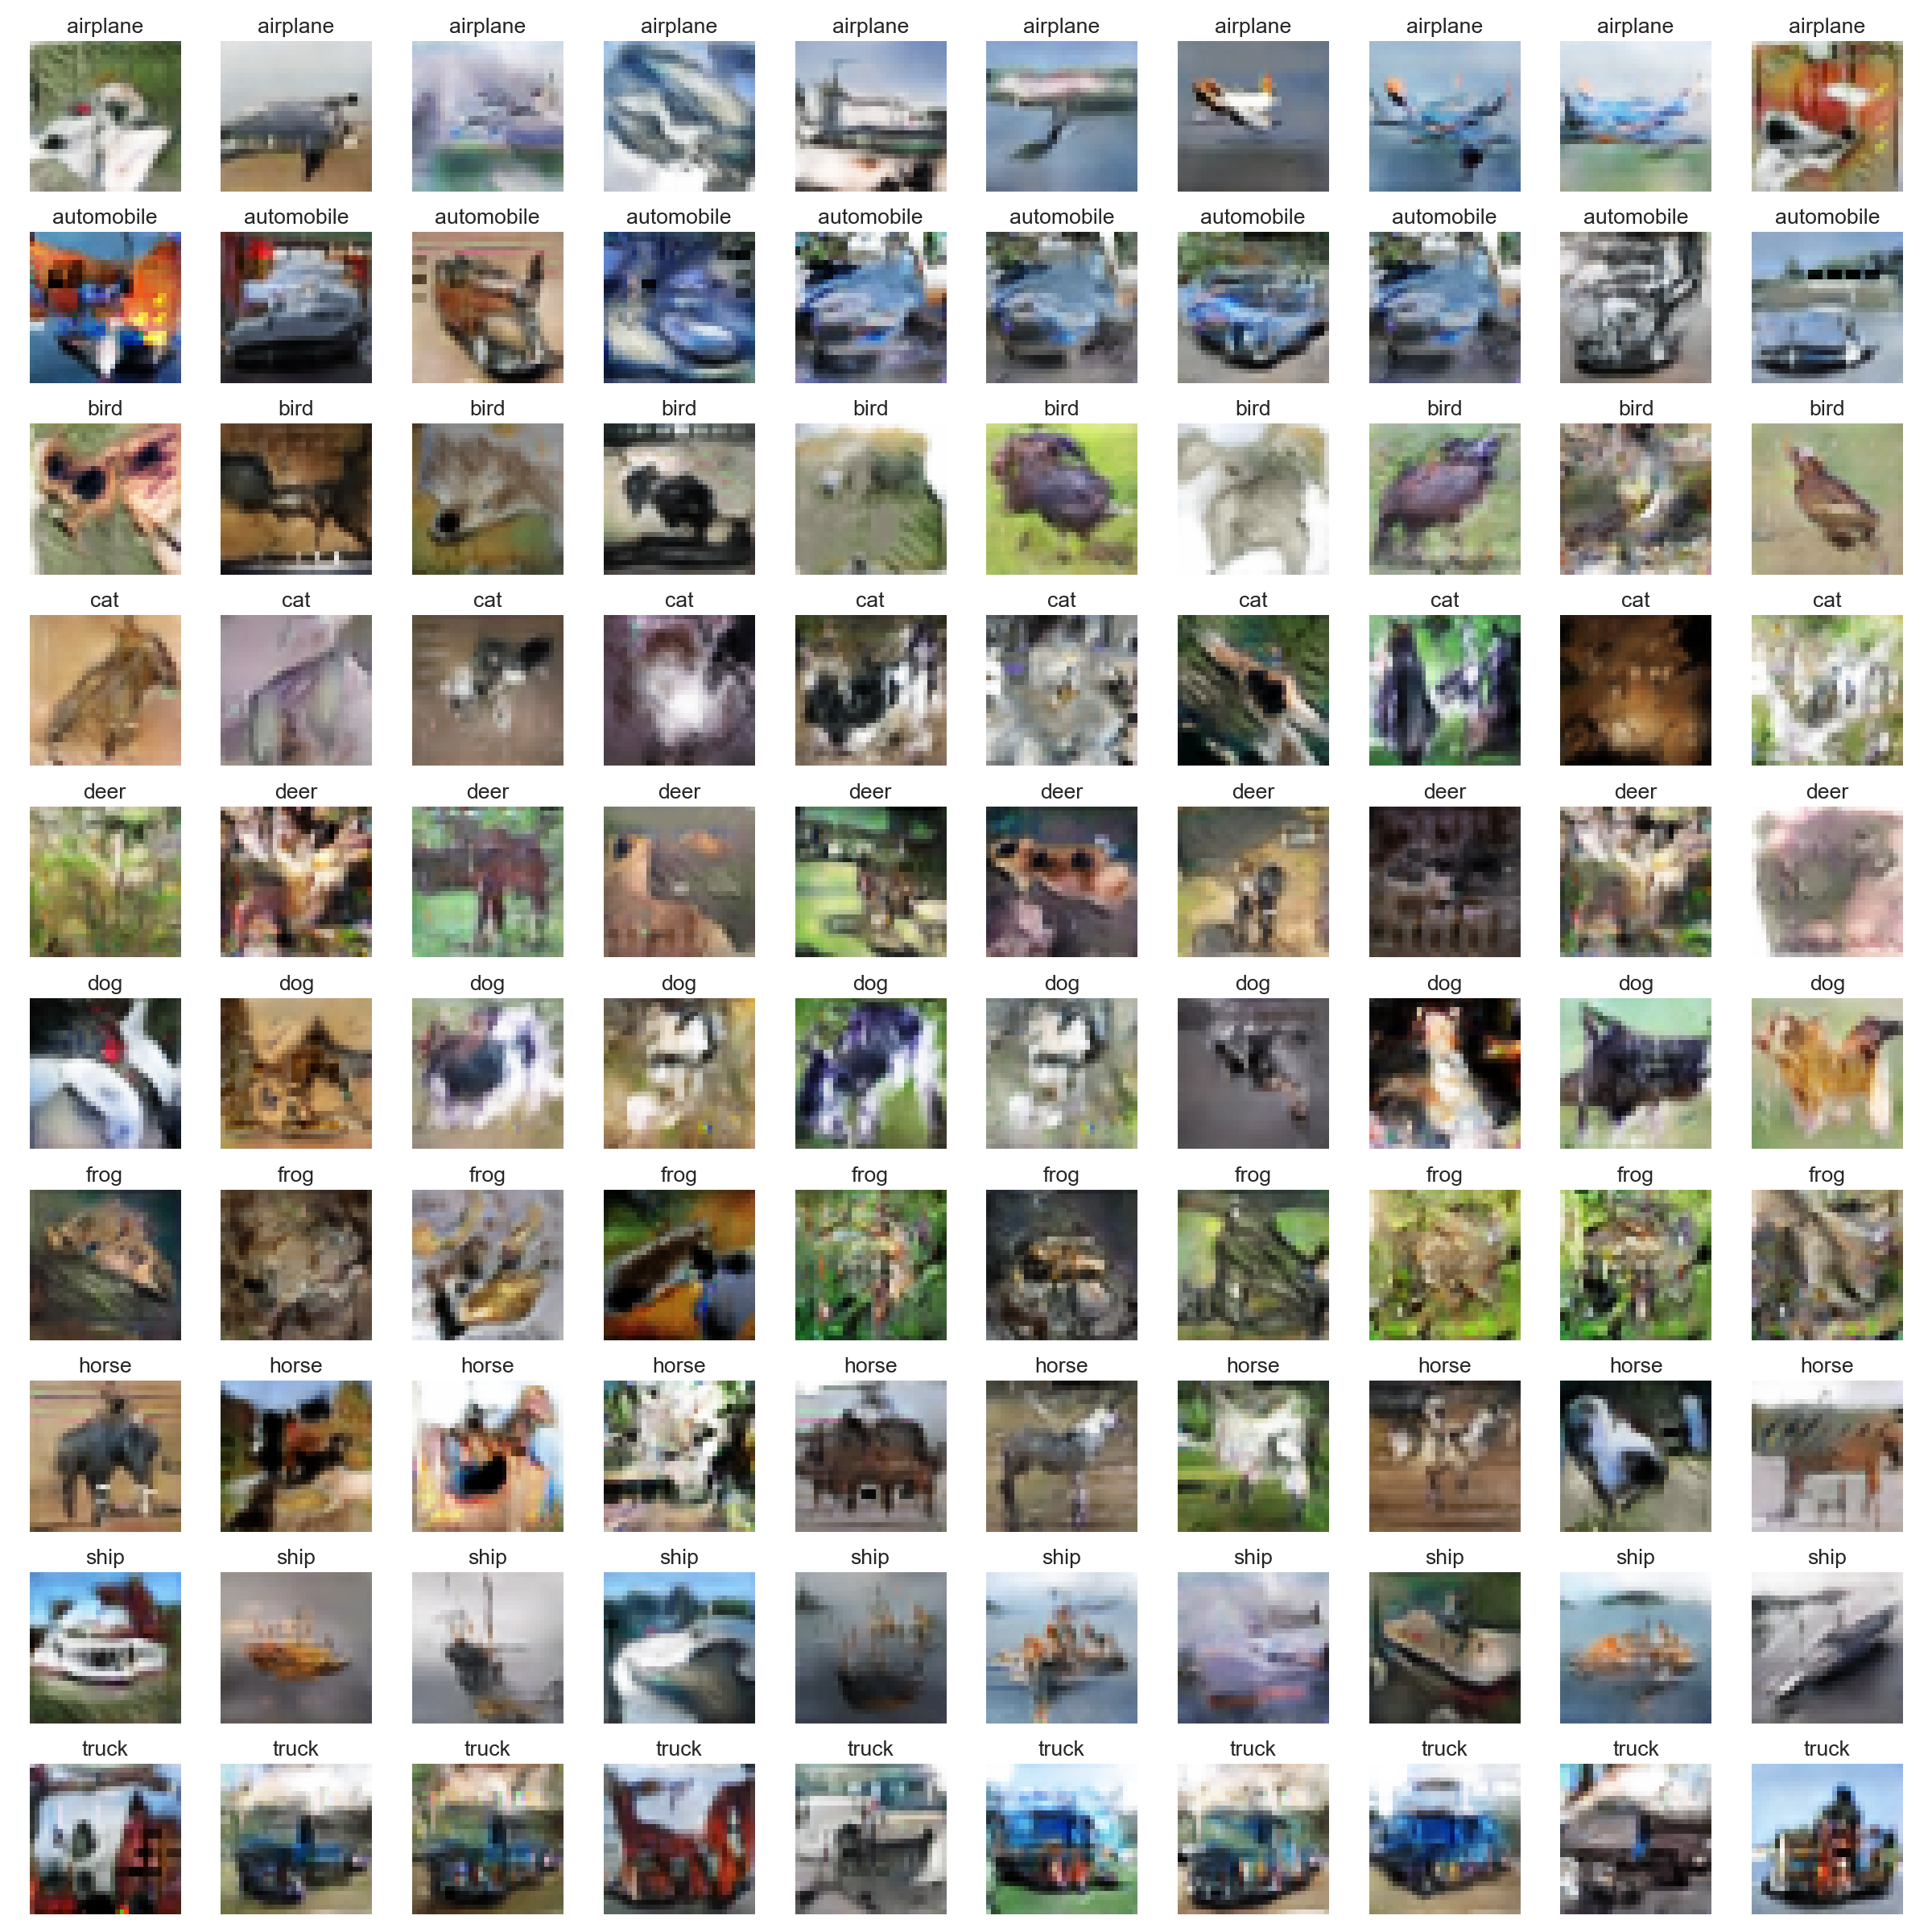 airplane airplane airplane airplane airplane airplane airplane airplane airplane airplane
automobile automobile automobile automobile automobile automobile automobile automobile automobile automobile
bird bird bird bird bird bird bird bird bird bird
cat cat cat cat cat cat cat cat cat cat
deer deer deer deer deer deer deer deer deer deer
dog dog dog dog dog dog dog dog dog dog
frog frog frog frog frog frog frog frog frog frog
horse horse horse horse horse horse horse horse horse horse
ship ship ship ship ship ship ship ship ship ship
truck truck truck truck truck truck truck truck truck truck